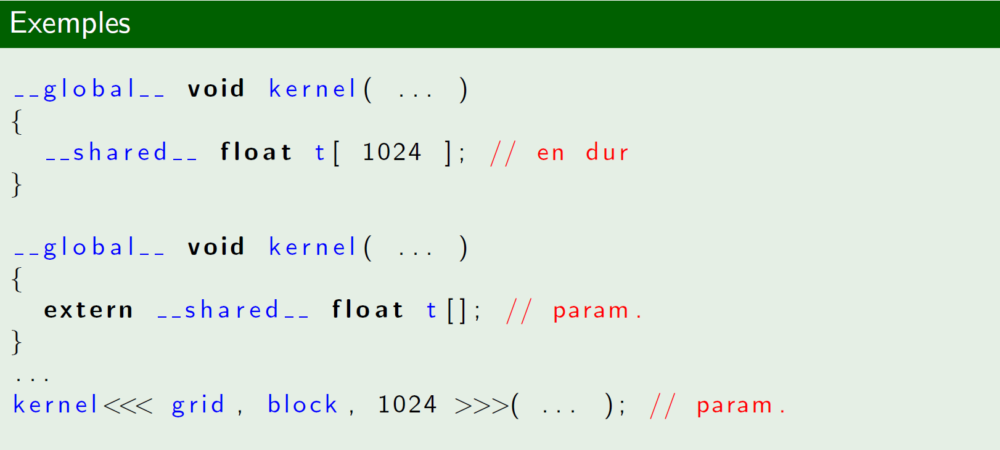 Exemples
__global__ void kernel( ... )
{
__shared__ float t[ 1024 ]; // en dur
}
__global__ void kernel( ... )
{
extern __shared__ float t[]; // param.
}
...
kernel<<< grid, block, 1024 >>>( ... ); // param.